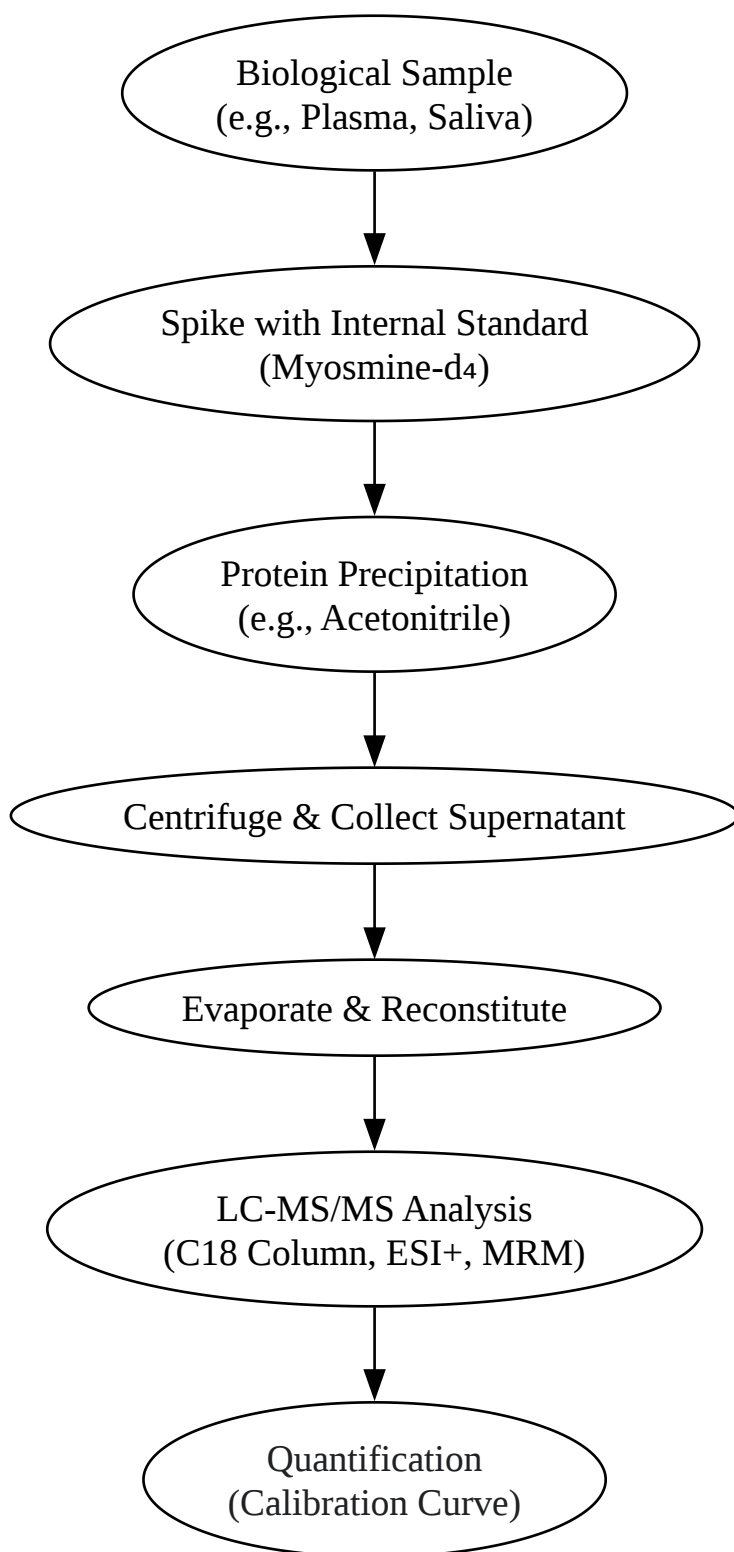 Biological Sample
(e.g., Plasma, Saliva)
Spike with Internal Standard
(Myosmine-d₄)
Protein Precipitation
(e.g., Acetonitrile)
Centrifuge & Collect Supernatant
Evaporate & Reconstitute
LC-MS/MS Analysis
(C18 Column, ESI+, MRM)
Quantification
(Calibration Curve)